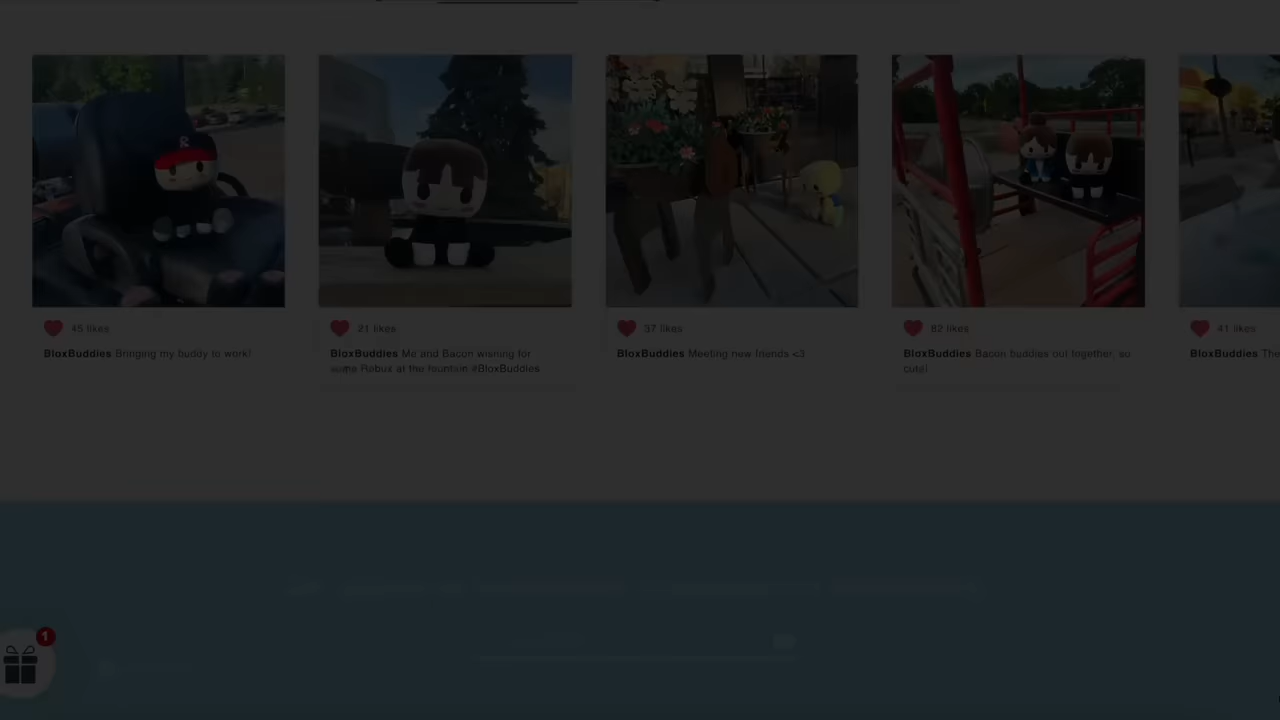 45 likes
BloxBuddies Bringing my buddy to work!
21 likes
BloxBuddies Me and Bacon wishing for
some Robux at the fountain #BloxBuddies
37 likes
BloxBuddies Meeting new friends <3
82 likes
BloxBuddies Bacon buddies out together, so
cute!
41 likes
BloxBuddies The
1